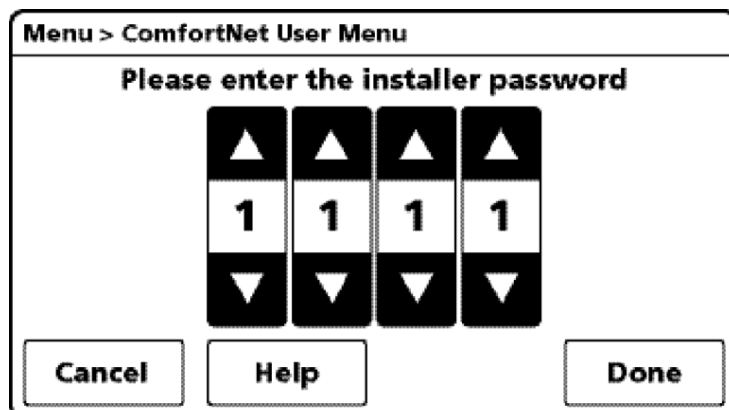 Menu > ComfortNet User Menu
Please enter the installer password
1 1 1 1
Cancel Help Done